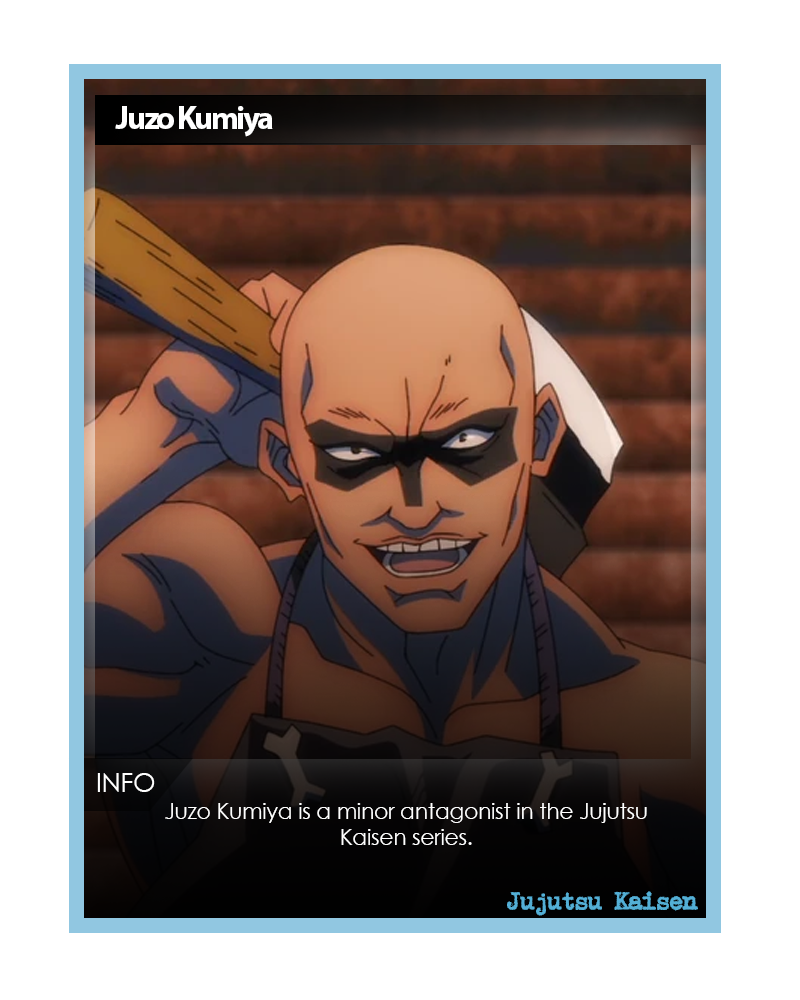 Juzo Kumiya
INFO
Juzo Kumiya is a minor antagonist in the Jujutsu
Kaisen series.
Jujutsu Kaisen